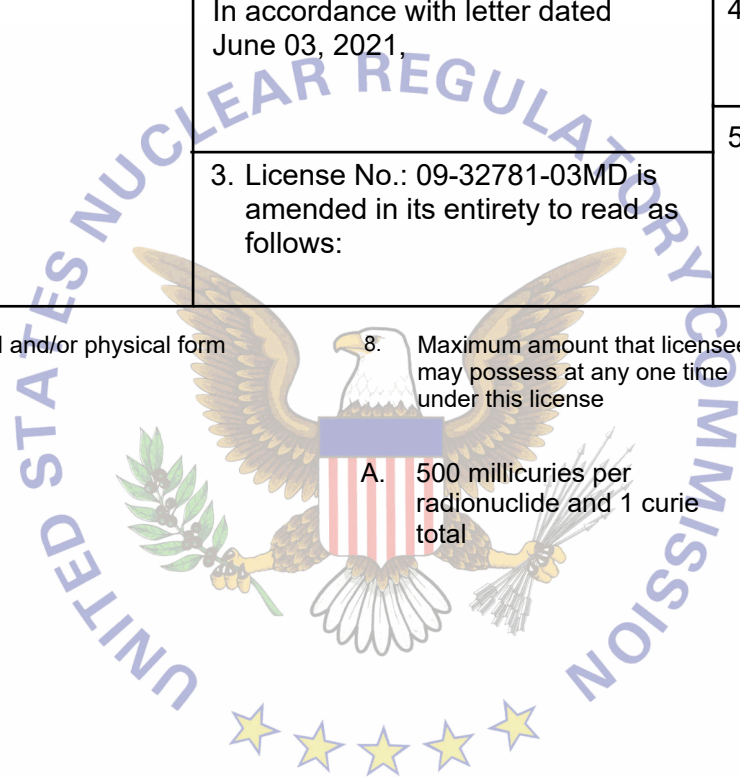 In accordance with letter dated
June 03, 2021,
4
5
3. License No.: 09-32781-03MD is
amended in its entirety to read as
follows:
and/or physical form
8. Maximum amount that licensee
may possess at any one time
under this license
A. 500 millicuries per
radionuclide and 1 curie
total
UNITED STATES NUCLEAR REGULATORY COMMISSION